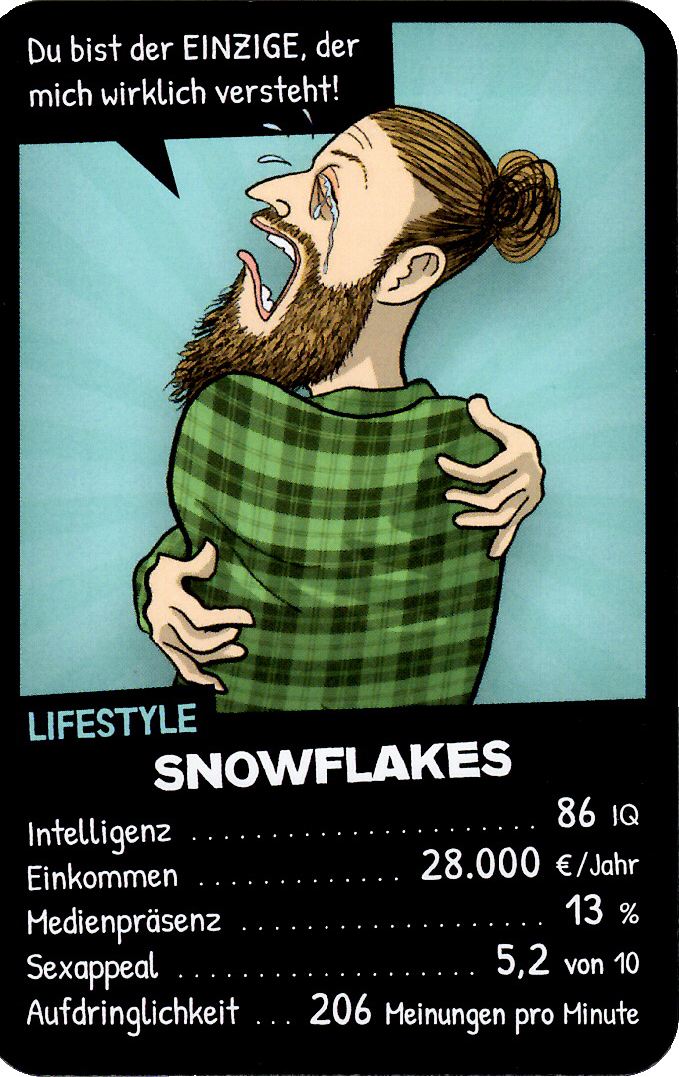 Du bist der EINZIGE, der
mich wirklich versteht!
LIFESTYLE
SNOWFLAKES
Intelligenz ........................ 86 IQ
Einkommen ............. 28.000 €/Jahr
Medienpräsenz .................... 13 %
Sexappeal ................... 5,2 von 10
Aufdringlichkeit ... 206 Meinungen pro Minute